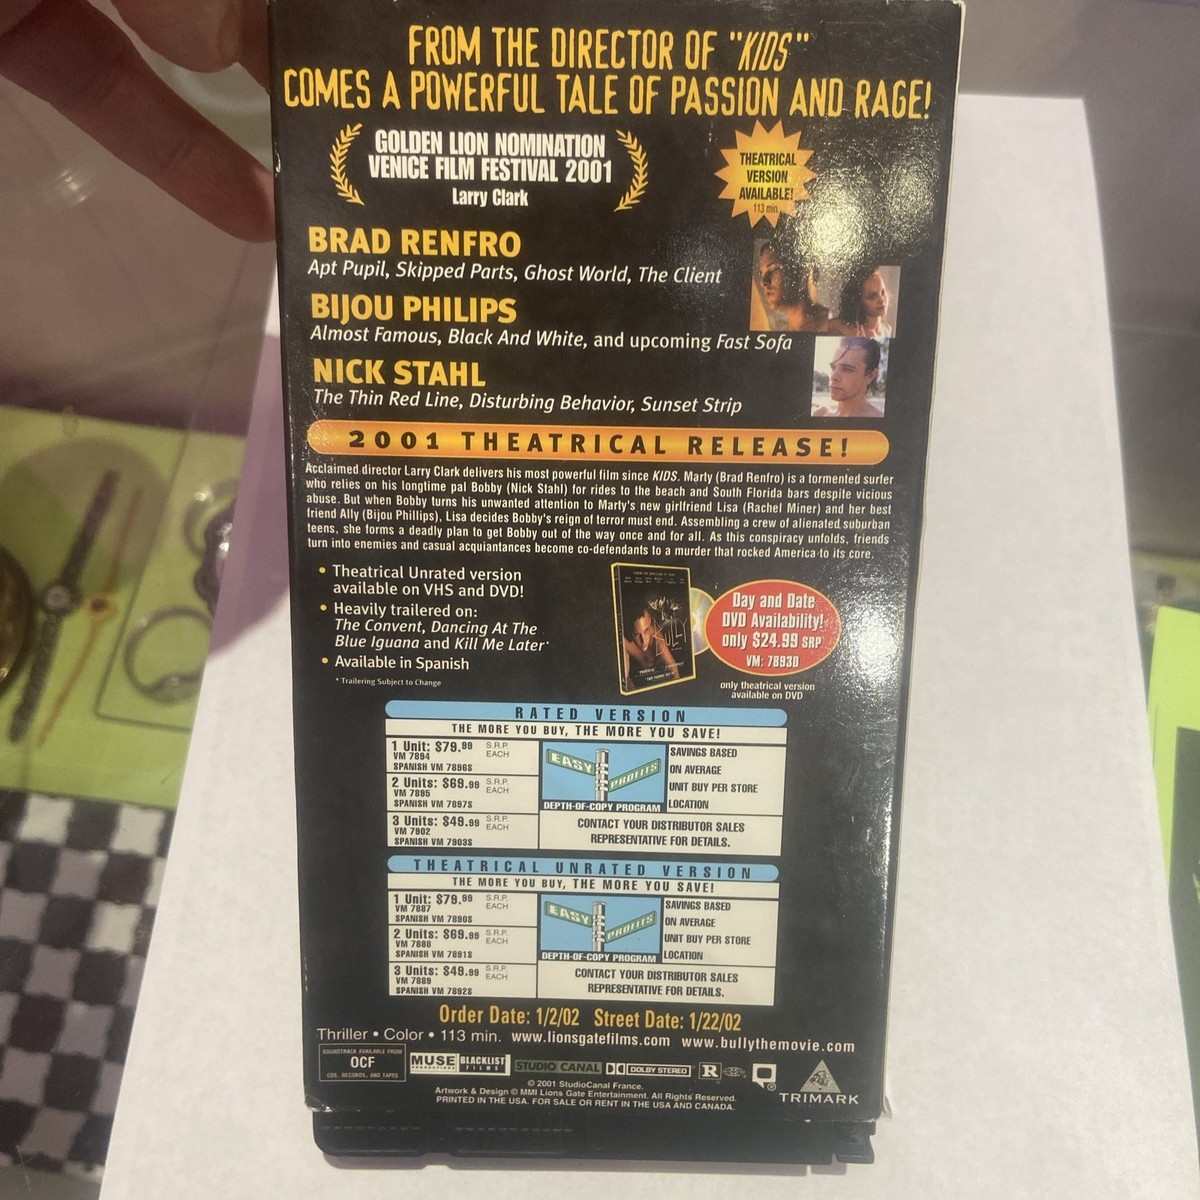 FROM THE DIRECTOR OF "KIDS"
COMES A POWERFUL TALE OF PASSION AND RAGE!
GOLDEN LION NOMINATION
VENICE FILM FESTIVAL 2001
Larry Clark
THEATRICAL
VERSION
AVAILABLE!
113 min.
BRAD RENFRO
Apt Pupil, Skipped Parts, Ghost World, The Client
BIJOU PHILIPS
Almost Famous, Black And White, and upcoming Fast Sofa
NICK STAHL
The Thin Red Line, Disturbing Behavior, Sunset Strip
2001 THEATRICAL RELEASE!
Acclaimed director Larry Clark delivers his most powerful film since KIDS. Marty (Brad Renfro) is a tormented surfer
who relies on his longtime pal Bobby (Nick Stahl) for rides to the beach and South Florida bars despite vicious
abuse. But when Bobby turns his unwanted attention to Marty's new girlfriend Lisa (Rachel Miner) and her best
friend Ally (Bijou Phillips), Lisa decides Bobby's reign of terror must end. Assembling a crew of alienated suburban
teens, she forms a deadly plan to get Bobby out of the way once and for all. As this conspiracy unfolds, friends
turn into enemies and casual acquiantances become co-defendants to a murder that rocked America to its core.
• Theatrical Unrated version
available on VHS and DVD!
• Heavily trailered on:
The Convent, Dancing At The
Blue Iguana and Kill Me Later*
• Available in Spanish
* Trailering Subject to Change
Day and Date
DVD Availability!
only $24.99 SRP
VM: 7893D
only theatrical version
available on DVD
RATED VERSION
THE MORE YOU BUY, THE MORE YOU SAVE!
1 Unit: $79.99 S.R.P. EACH
VM 7894
SPANISH VM 7896S
2 Units: $69.99 S.R.P. EACH
VM 7895
SPANISH VM 7897S
3 Units: $49.99 S.R.P. EACH
VM 7902
SPANISH VM 7903S
EASY PROFITS
DEPTH-OF-COPY PROGRAM
SAVINGS BASED
ON AVERAGE
UNIT BUY PER STORE
LOCATION
CONTACT YOUR DISTRIBUTOR SALES
REPRESENTATIVE FOR DETAILS.
THEATRICAL UNRATED VERSION
THE MORE YOU BUY, THE MORE YOU SAVE!
1 Unit: $79.99 S.R.P. EACH
VM 7887
SPANISH VM 7890S
2 Units: $69.99 S.R.P. EACH
VM 7888
SPANISH VM 7891S
3 Units: $49.99 S.R.P. EACH
VM 7889
SPANISH VM 7892S
EASY PROFITS
DEPTH-OF-COPY PROGRAM
SAVINGS BASED
ON AVERAGE
UNIT BUY PER STORE
LOCATION
CONTACT YOUR DISTRIBUTOR SALES
REPRESENTATIVE FOR DETAILS.
Order Date: 1/2/02 Street Date: 1/22/02
Thriller • Color • 113 min. www.lionsgatefilms.com www.bullythemovie.com
SOUNDTRACK AVAILABLE FROM
OCF
CDS, RECORDS, AND TAPES
MUSE
PRODUCTIONS
BLACKLIST
FILMS
STUDIO CANAL
DOLBY STEREO
R
TRIMARK
© 2001 StudioCanal France.
Artwork & Design © MMI Lions Gate Entertainment. All Rights Reserved.
PRINTED IN THE USA. FOR SALE OR RENT IN THE USA AND CANADA.